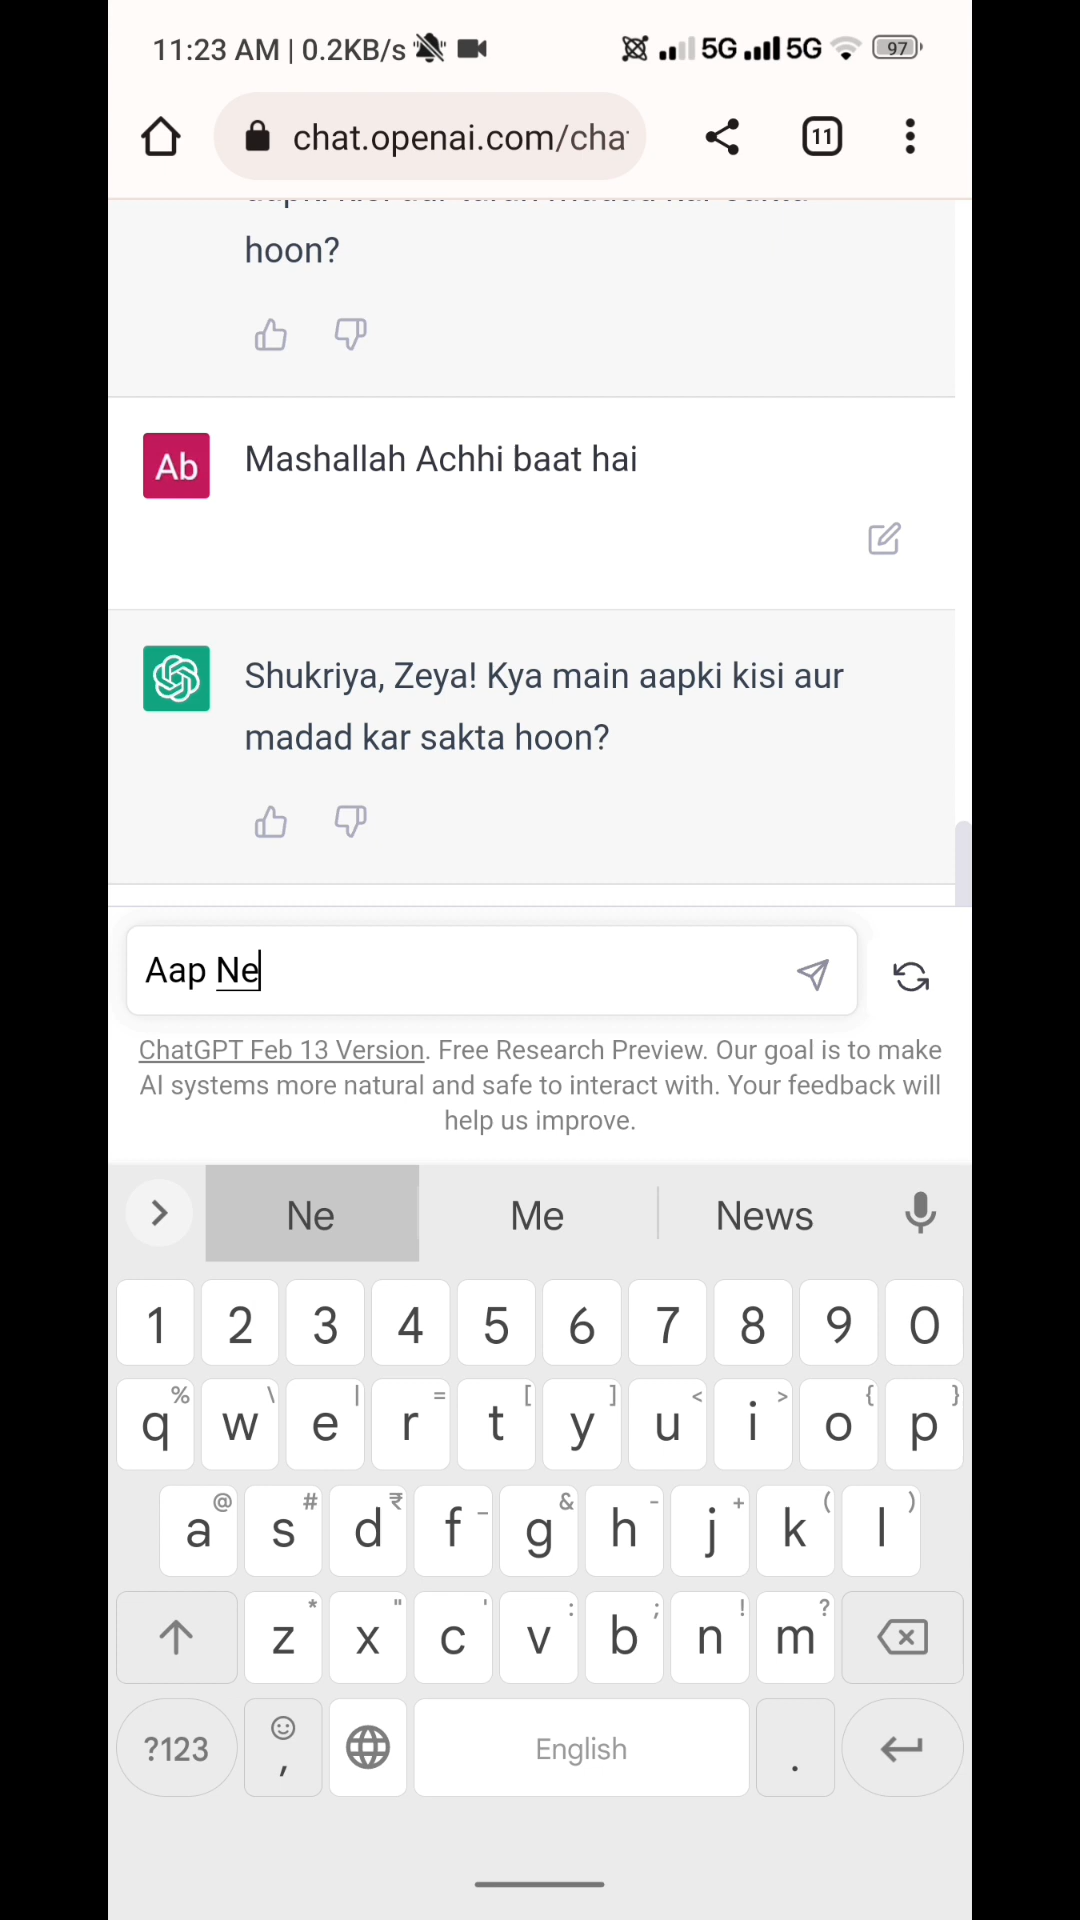 11:23 AM | 0.2KB/s 5G 5G 97
chat.openai.com/cha
11
hoon?
Ab Mashallah Achhi baat hai
Shukriya, Zeya! Kya main aapki kisi aur
madad kar sakta hoon?
Aap Ne
ChatGPT Feb 13 Version. Free Research Preview. Our goal is to make
AI systems more natural and safe to interact with. Your feedback will
help us improve.
Ne Me News
1 2 3 4 5 6 7 8 9 0
% \ | = [ ] < > { }
q w e r t y u i o p
@ # ₹ _ & - + ( )
a s d f g h j k l
* " ' : ; ! ?
z x c v b n m
?123 , English .